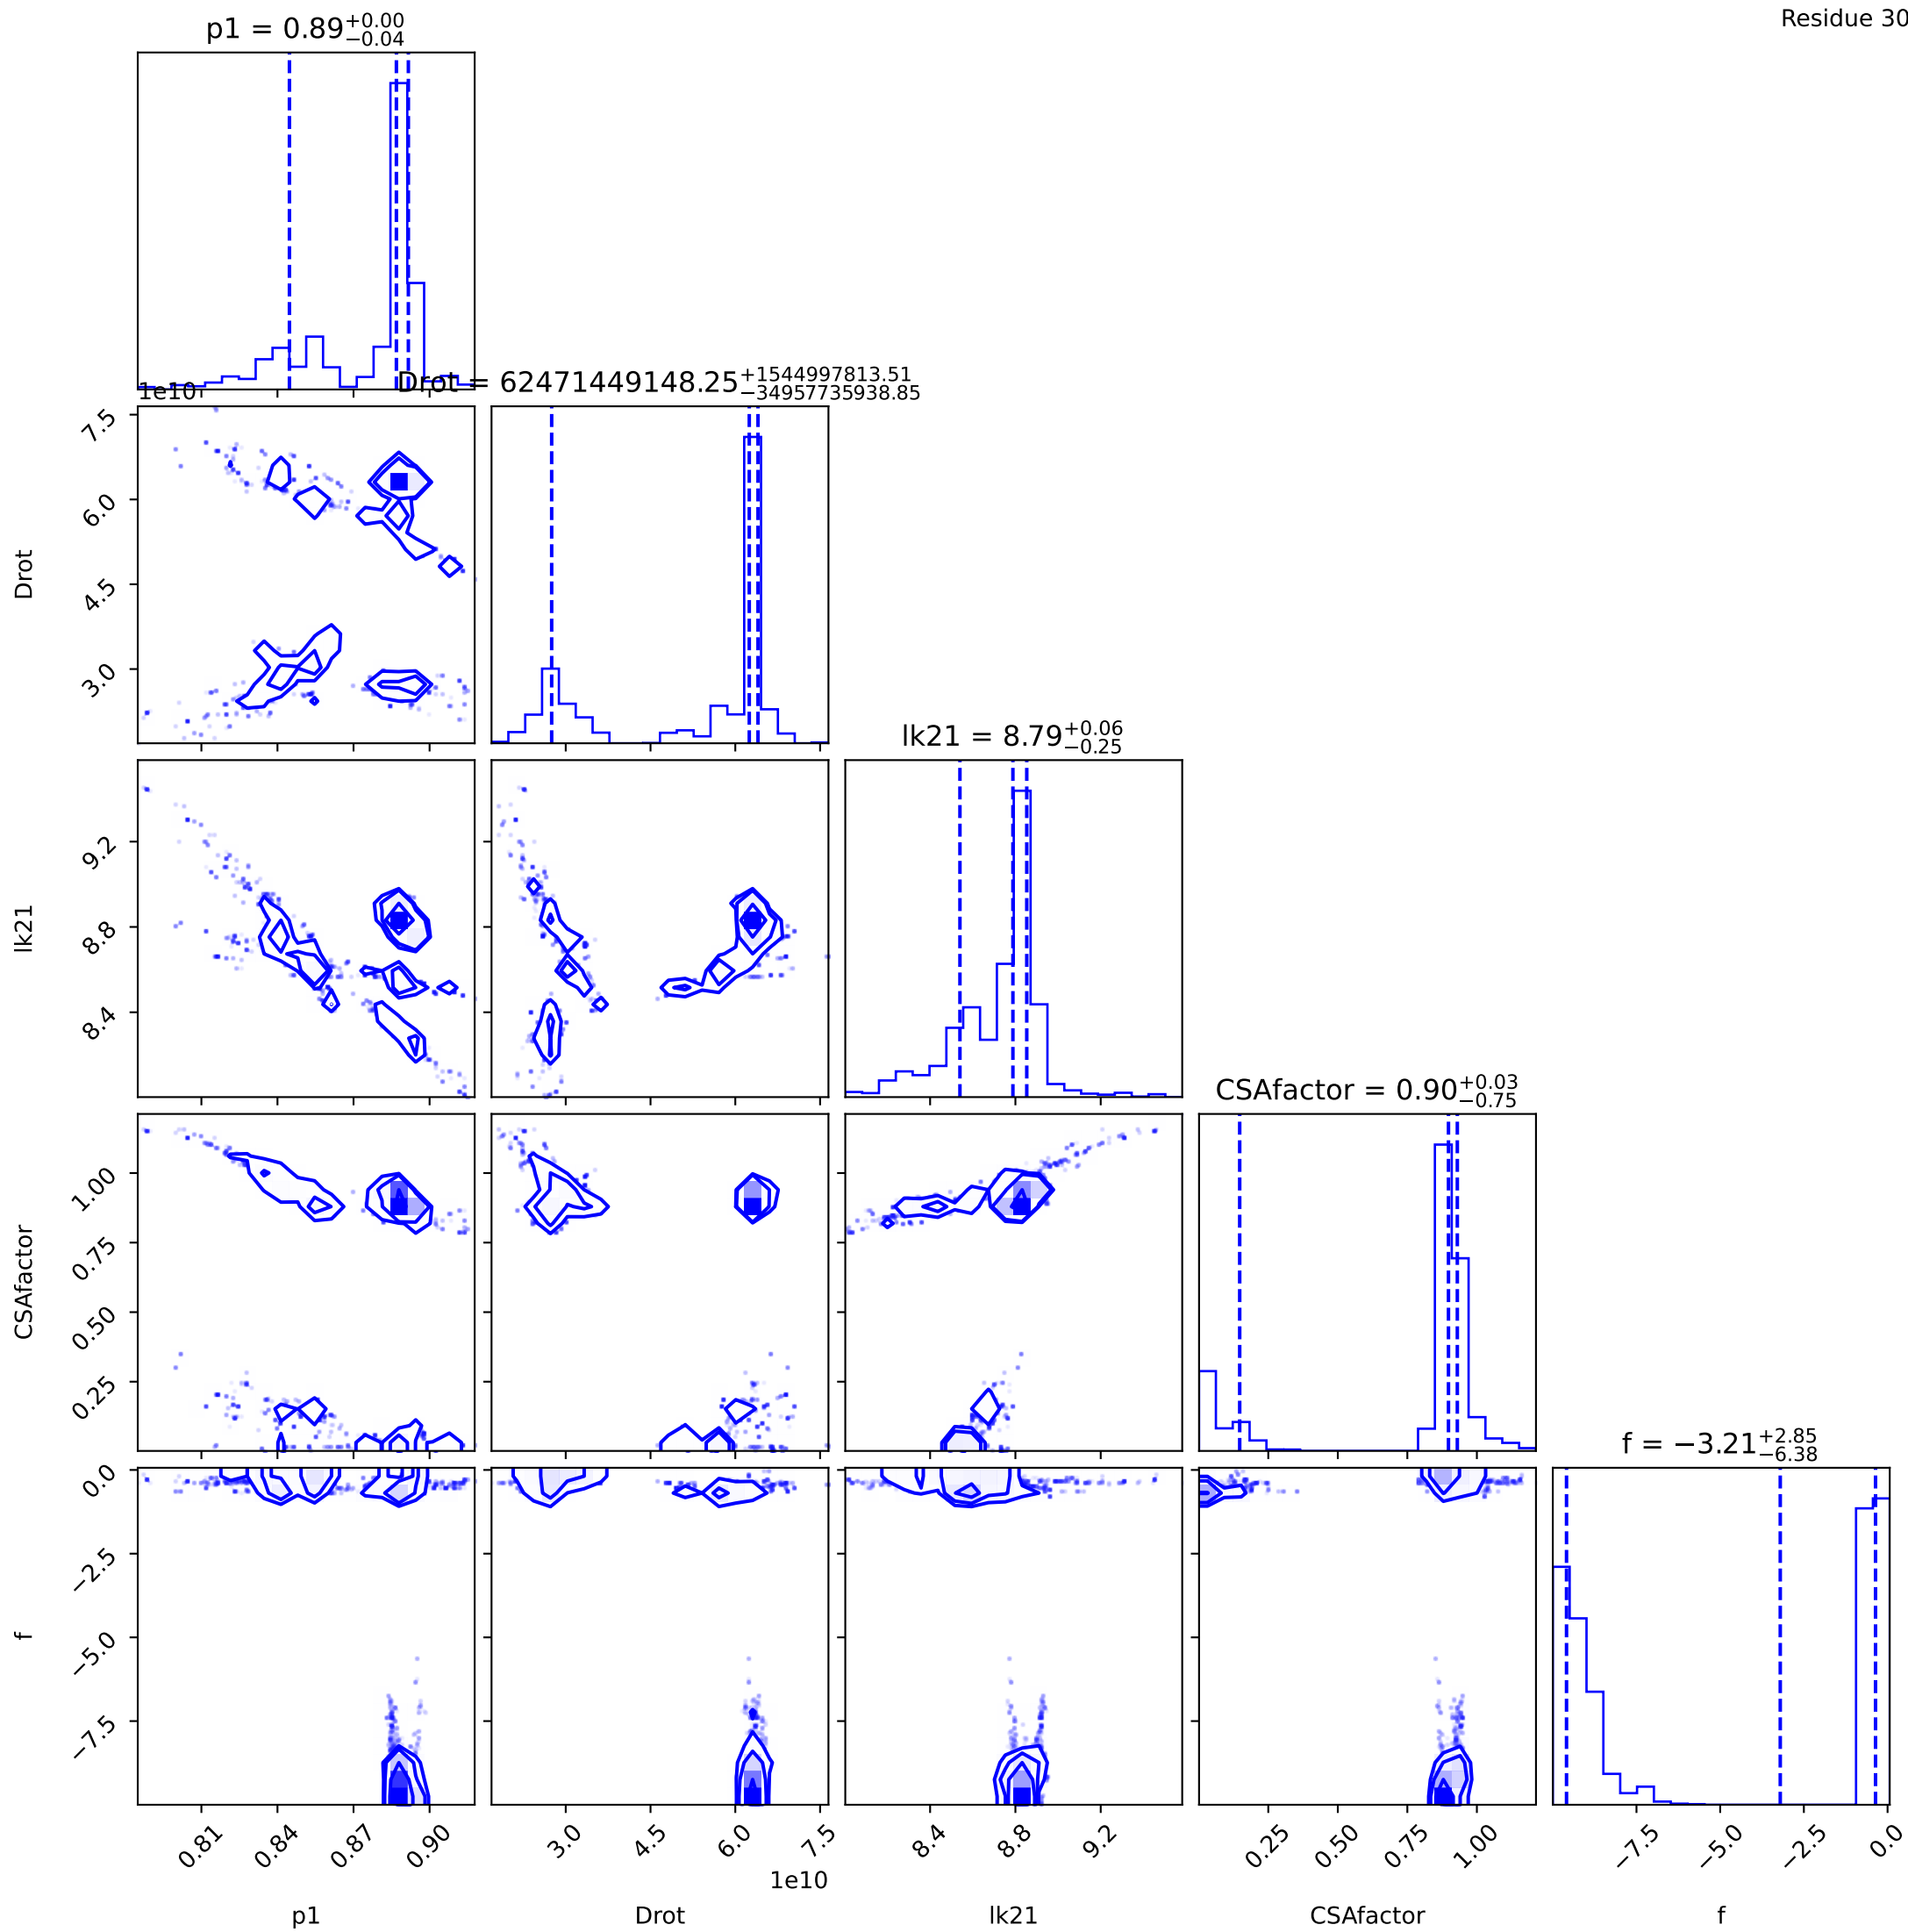 Residue 30
p1 = 0.89 +0.00 −0.04
1e10
Drot = 62471449148.25 +1544997813.51 −34957735938.85
7.5
6.0
4.5
3.0
Drot
lk21 = 8.79 +0.06 −0.25
9.2
8.8
8.4
lk21
CSAfactor = 0.90 +0.03 −0.75
1.00
0.75
0.50
0.25
CSAfactor
f = −3.21 +2.85 −6.38
0.0
−2.5
−5.0
−7.5
f
0.81 0.84 0.87 0.90
3.0 4.5 6.0 7.5
1e10
8.4 8.8 9.2
0.25 0.50 0.75 1.00
−7.5 −5.0 −2.5 0.0
p1 Drot lk21 CSAfactor f